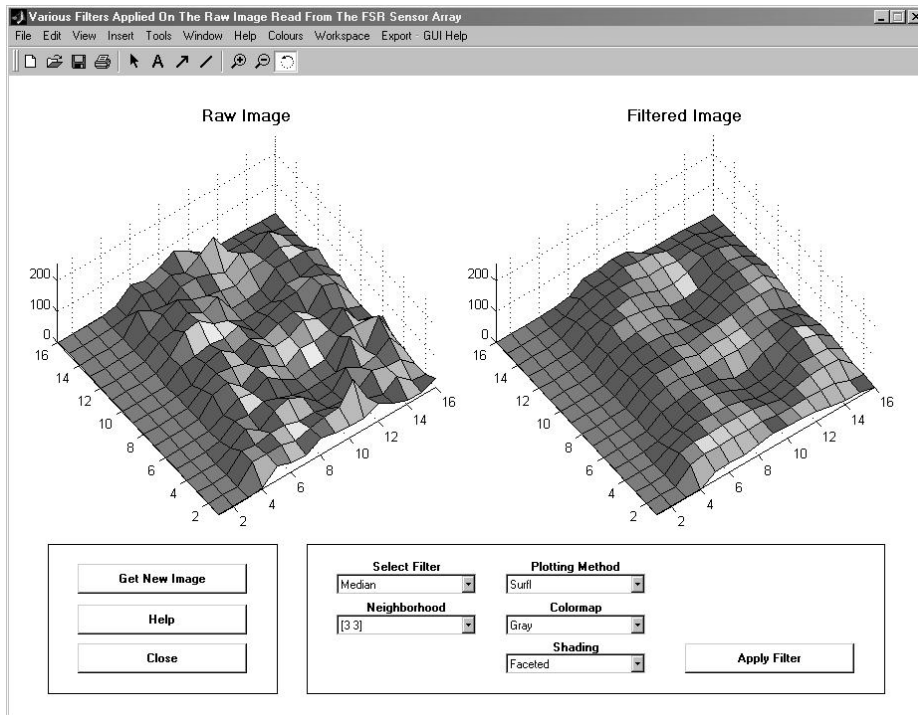 Various Filters Applied On The Raw Image Read From The FSR Sensor Array
File Edit View Insert Tools Window Help Colours Workspace Export - GUI Help
A
Raw Image
200
100
0
16
14
12
10
8
6
4
2
2
4
6
8
10
12
14
16
Filtered Image
200
100
0
16
14
12
10
8
6
4
2
2
4
6
8
10
12
14
16
Get New Image
Help
Close
Select Filter
Median
Neighborhood
[3 3]
Plotting Method
Surfl
Colormap
Gray
Shading
Faceted
Apply Filter